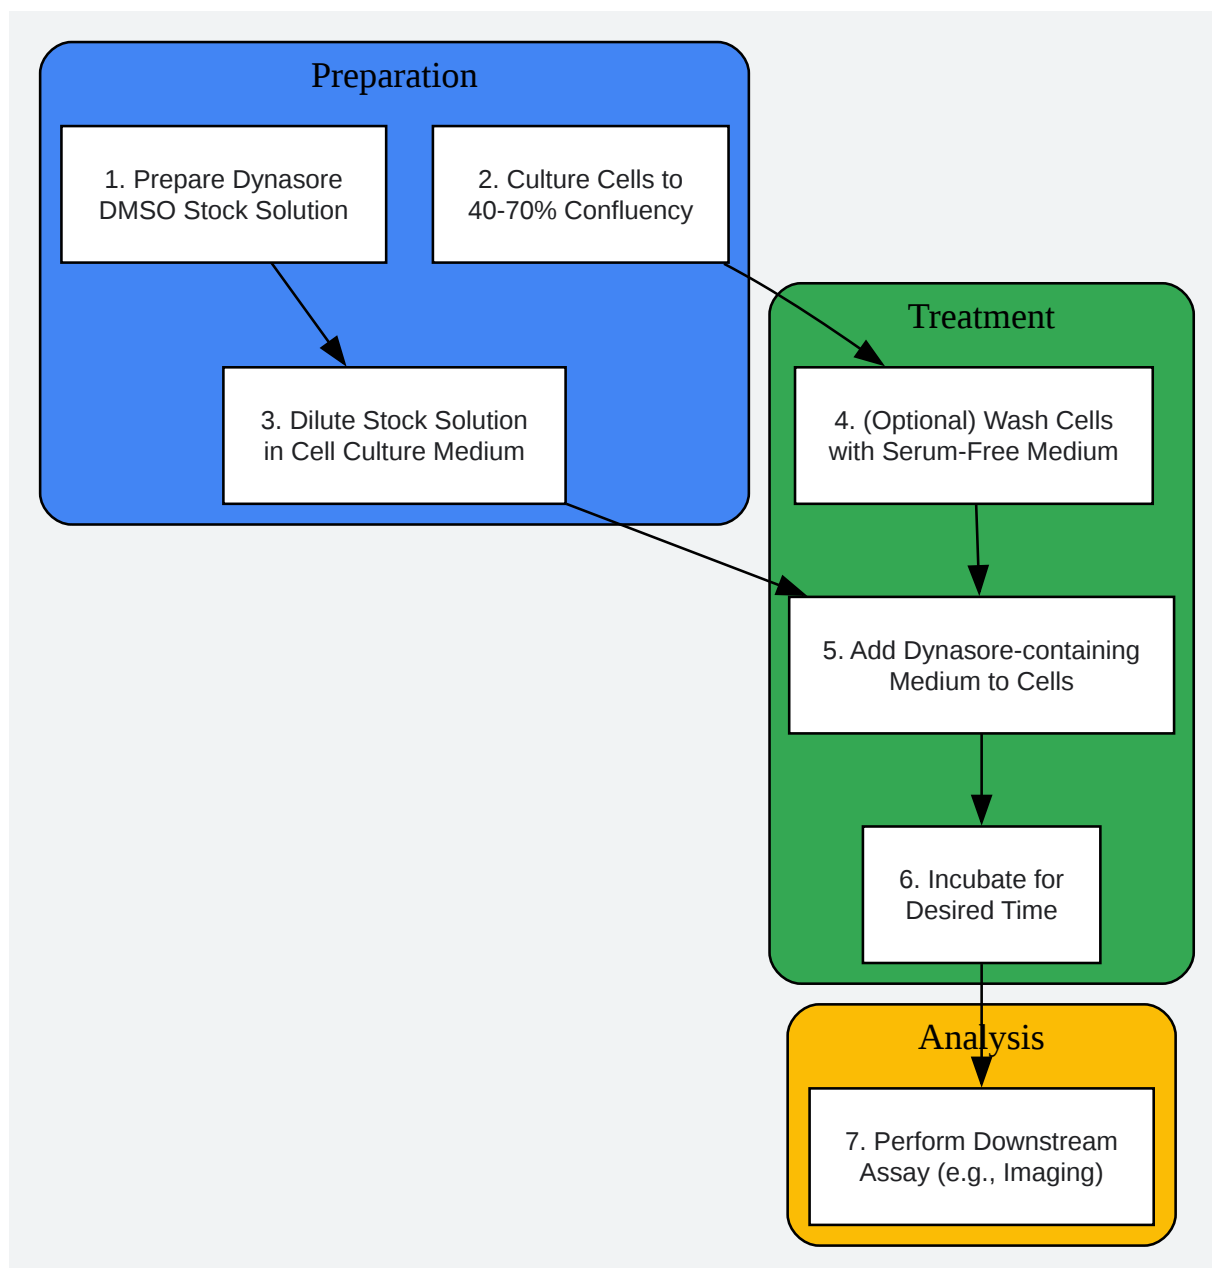 Preparation
1. Prepare Dynasore
DMSO Stock Solution
2. Culture Cells to
40-70% Confluency
3. Dilute Stock Solution
in Cell Culture Medium
Treatment
4. (Optional) Wash Cells
with Serum-Free Medium
5. Add Dynasore-containing
Medium to Cells
6. Incubate for
Desired Time
Analysis
7. Perform Downstream
Assay (e.g., Imaging)